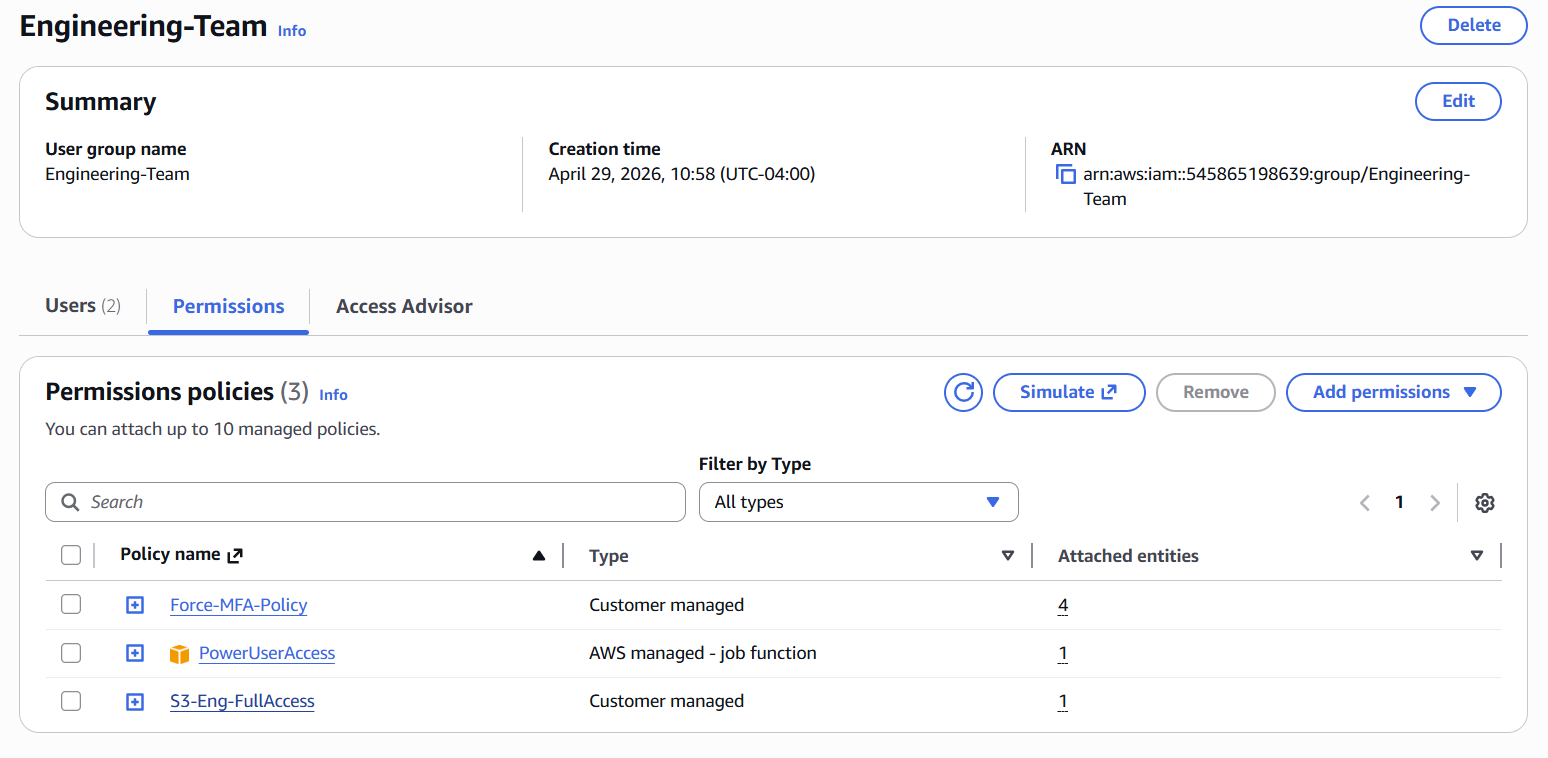 Engineering-Team Info
Delete
Summary
Edit
User group name
Engineering-Team
Creation time
April 29, 2026, 10:58 (UTC-04:00)
ARN
arn:aws:iam::545865198639:group/Engineering-
Team
Users (2)
Permissions
Access Advisor
Permissions policies (3) Info
Simulate
Remove
Add permissions
You can attach up to 10 managed policies.
Filter by Type
Search
All types
1
Policy name
Type
Attached entities
Force-MFA-Policy
Customer managed
4
PowerUserAccess
AWS managed - job function
1
S3-Eng-FullAccess
Customer managed
1